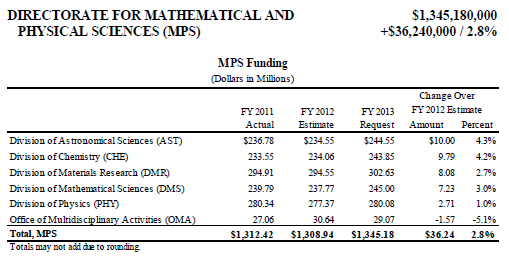 DIRECTORATE FOR MATHEMATICAL AND $1,345,180,000
PHYSICAL SCIENCES (MPS) +$36,240,000 / 2.8%
MPS Funding
(Dollars in Millions)
Change Over
FY 2011 FY 2012 FY 2013 FY 2012 Estimate
Actual Estimate Request Amount Percent
Division of Astronomical Sciences (AST) $236.78 $234.55 $244.55 $10.00 4.3%
Division of Chemistry (CHE) 233.55 234.06 243.85 9.79 4.2%
Division of Materials Research (DMR) 294.91 294.55 302.63 8.08 2.7%
Division of Mathematical Sciences (DMS) 239.79 237.77 245.00 7.23 3.0%
Division of Physics (PHY) 280.34 277.37 280.08 2.71 1.0%
Office of Multidisciplinary Activities (OMA) 27.06 30.64 29.07 -1.57 -5.1%
Total, MPS $1,312.42 $1,308.94 $1,345.18 $36.24 2.8%
Totals may not add due to rounding.